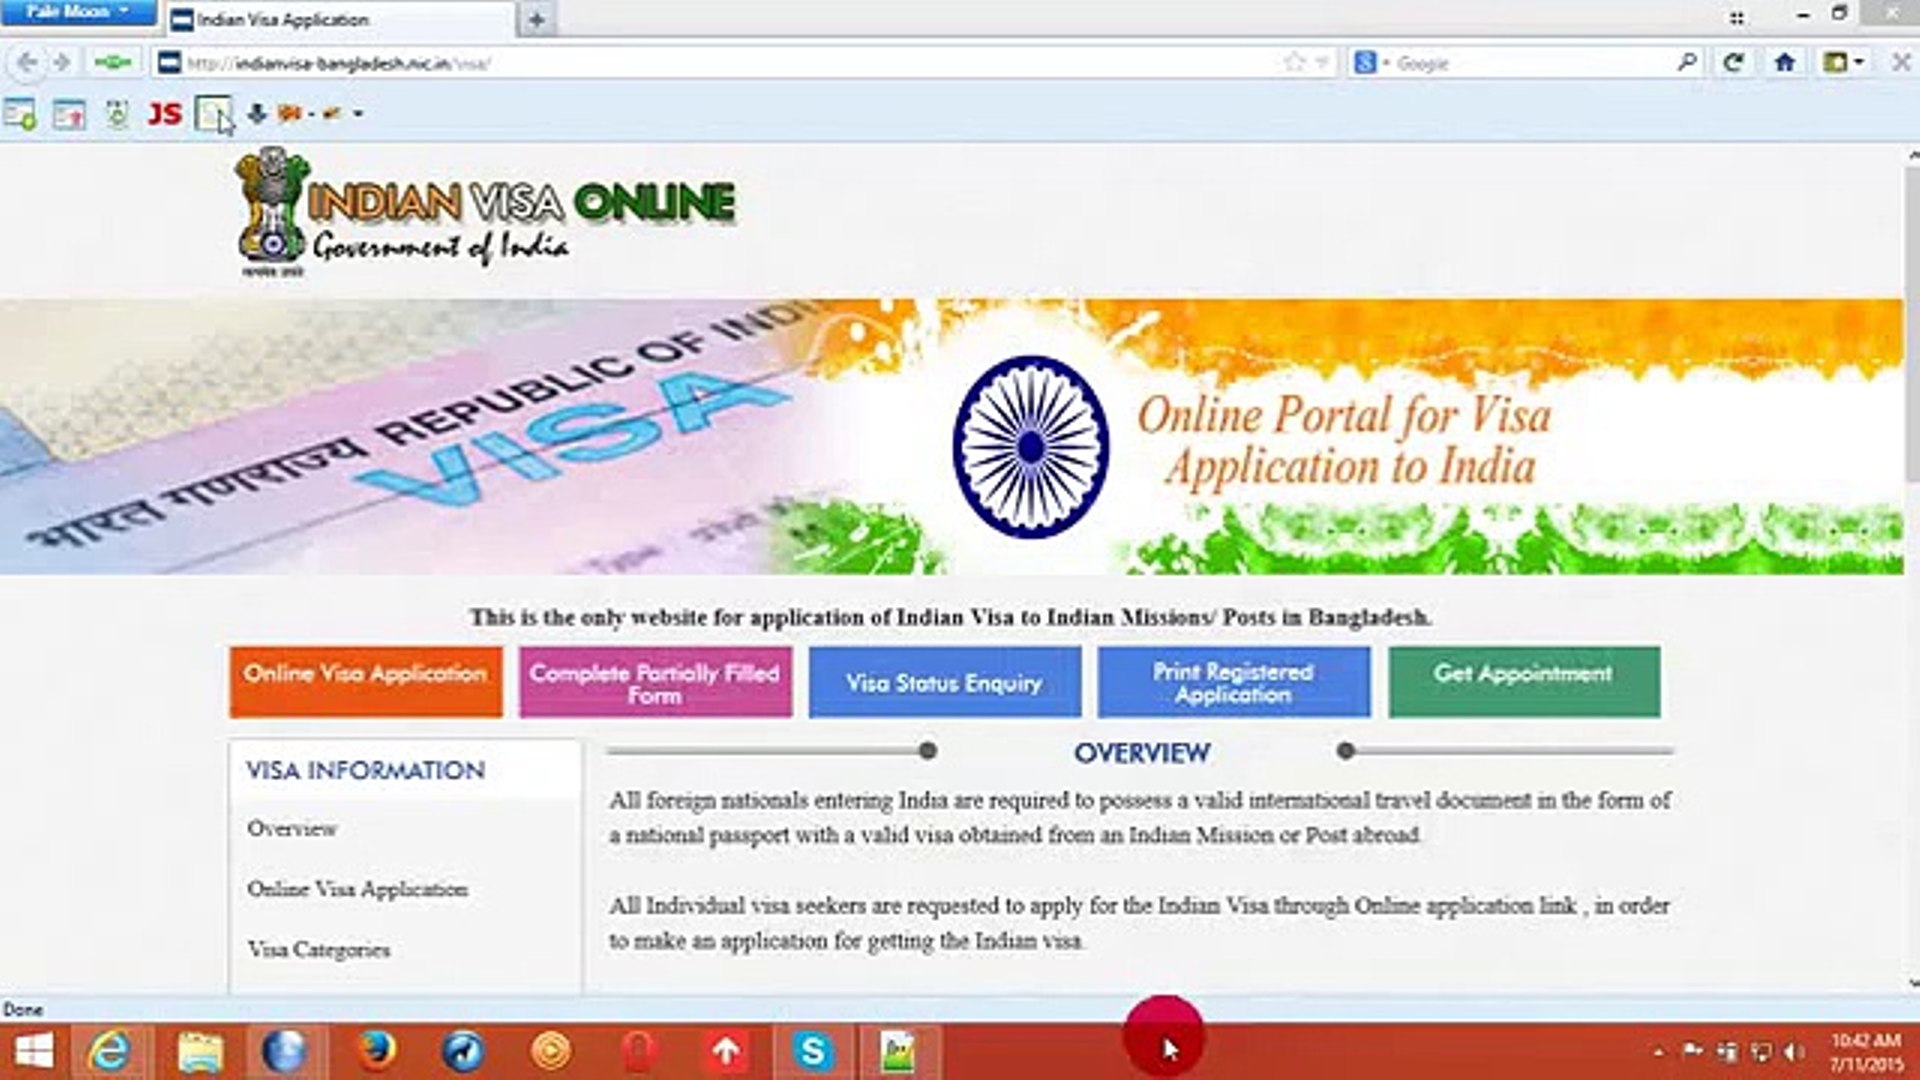 Pale Moon
Indian Visa Application
http://indianvisa-bangladesh.nic.in/visa/
Google
JS
INDIAN VISA ONLINE
Government of India
भारत गणराज्य REPUBLIC OF INDI
VISA
Online Portal for Visa
Application to India
This is the only website for application of Indian Visa to Indian Missions/ Posts in Bangladesh.
Online Visa Application
Complete Partially Filled
Form
Visa Status Enquiry
Print Registered
Application
Get Appointment
VISA INFORMATION
Overview
Online Visa Application
Visa Categories
OVERVIEW
All foreign nationals entering India are required to possess a valid international travel document in the form of
a national passport with a valid visa obtained from an Indian Mission or Post abroad.
All Individual visa seekers are requested to apply for the Indian Visa through Online application link , in order
to make an application for getting the Indian visa.
Done
10:42 AM
7/11/2015